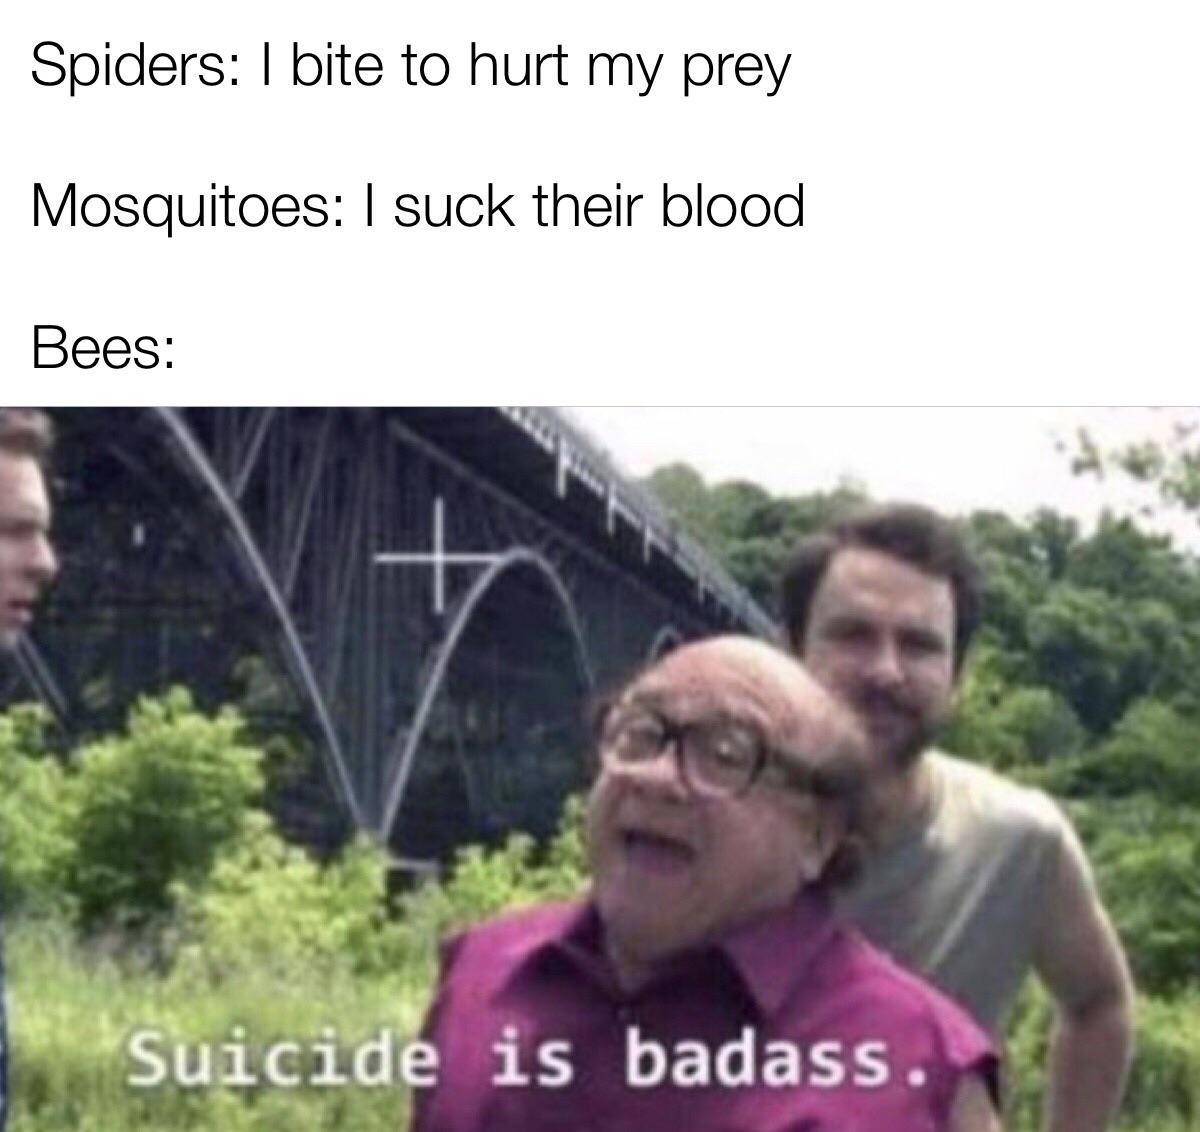 Spiders: I bite to hurt my prey
Mosquitoes: I suck their blood
Bees:
Suicide is badass.